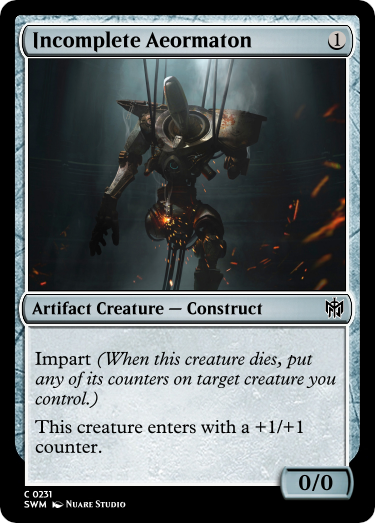 Incomplete Aeormaton
1
Artifact Creature — Construct
Impart (When this creature dies, put
any of its counters on target creature you
control.)
This creature enters with a +1/+1
counter.
0/0
C 0231
SWM Nuare Studio